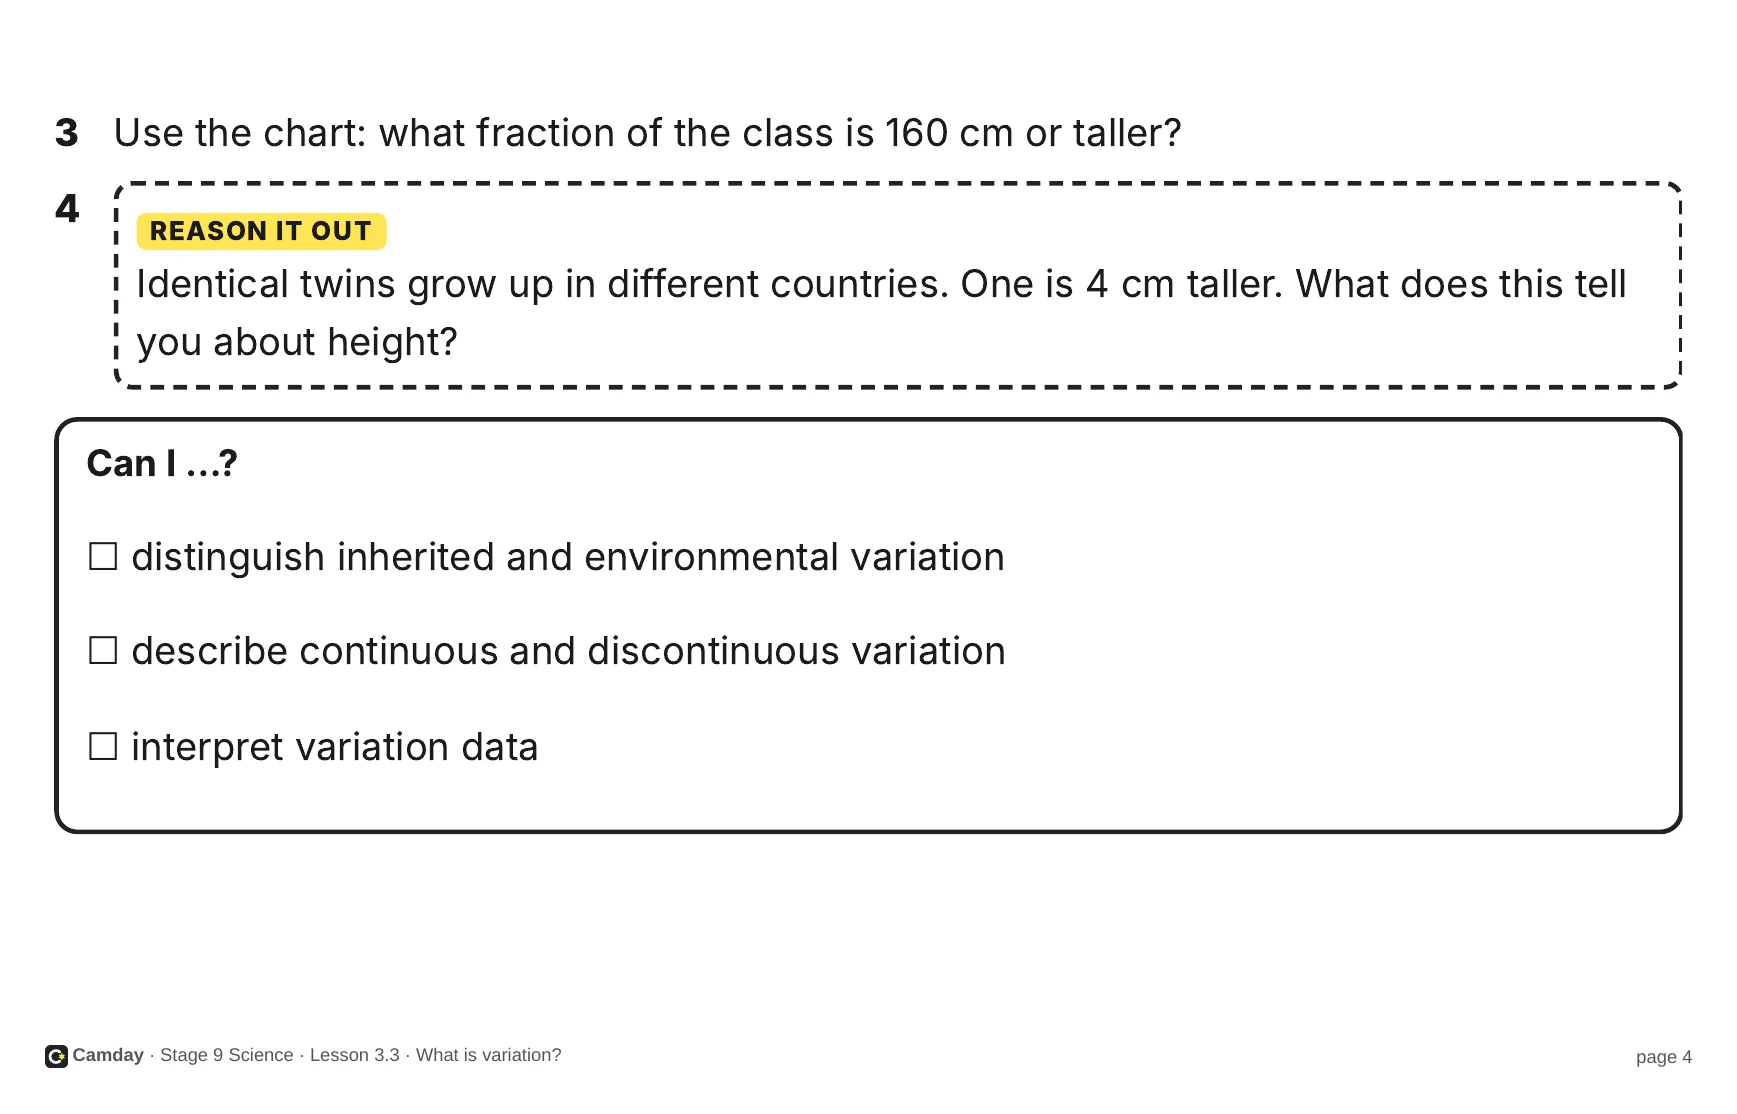 3 Use the chart: what fraction of the class is 160 cm or taller?
4
REASON IT OUT
Identical twins grow up in different countries. One is 4 cm taller. What does this tell
you about height?
Can I …?
☐ distinguish inherited and environmental variation
☐ describe continuous and discontinuous variation
☐ interpret variation data
Camday · Stage 9 Science · Lesson 3.3 · What is variation?
page 4